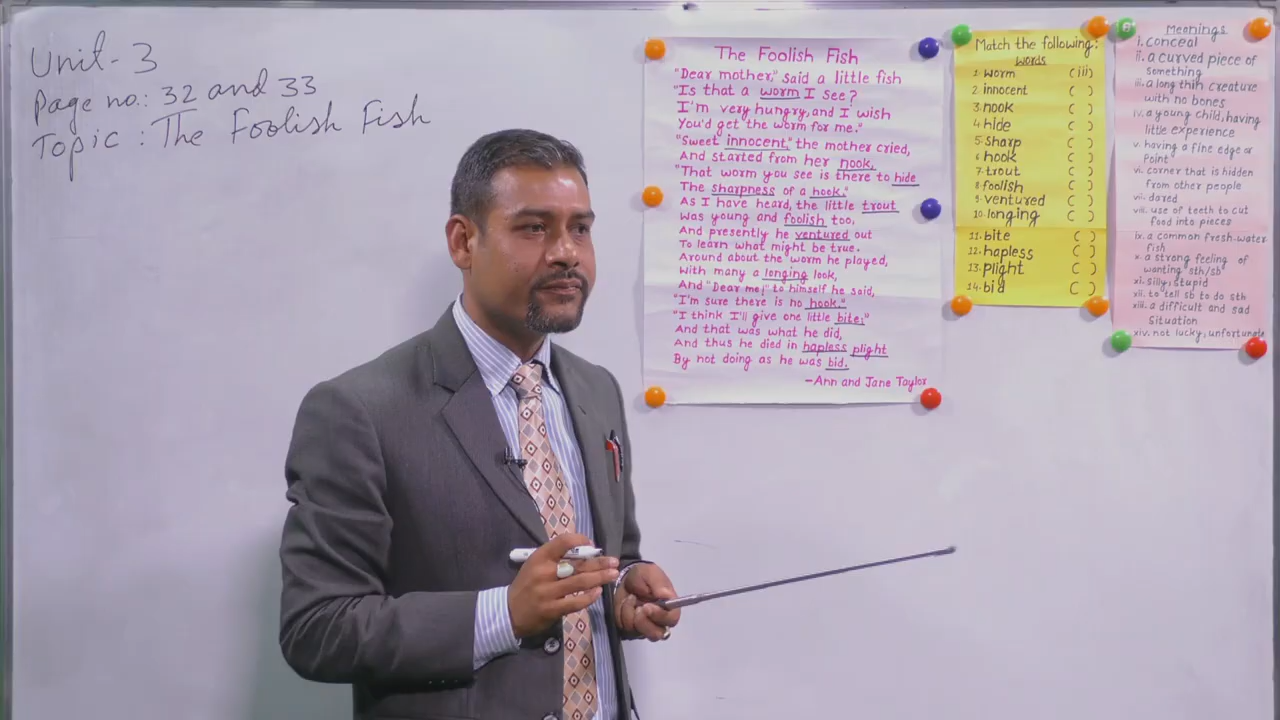 Unit-3
Page no.: 32 and 33
Topic : The Foolish Fish
The Foolish Fish
"Dear mother," said a little fish
"Is that a worm I see?
I'm very hungry, and I wish
You'd get the worm for me."
"Sweet innocent," the mother cried,
And started from her nook,
"That worm you see is there to hide
The sharpness of a hook."
As I have heard, the little trout
Was young and foolish too,
And presently he ventured out
To learn what might be true.
Around about the worm he played,
With many a longing look,
And "Dear me!" to himself he said,
"I'm sure there is no hook."
"I think I'll give one little bite;"
And that was what he did,
And thus he died in hapless plight
By not doing as he was bid.
-Ann and Jane Taylor
Match the following:
Words
1. worm (iii)
2. innocent ( )
3. nook ( )
4. hide ( )
5. sharp ( )
6. hook ( )
7. trout ( )
8. foolish ( )
9. ventured ( )
10. longing ( )
11. bite ( )
12. hapless ( )
13. plight ( )
14. bid ( )
Meenings
i. conceal
ii. a curved piece of
something
iii. a long thin creature
with no bones
iv. a young child, having
little experience
v. having a fine edge or
Point
vi. corner that is hidden
from other people
vii. dared
viii. use of teeth to cut
food into pieces
ix. a common fresh-water
fish
x. a strong feeling of
wanting sth/sb
xi. silly, stupid
xii. to tell sb to do sth
xiii. a difficult and sad
Situation
xiv. not lucky, unfortunate